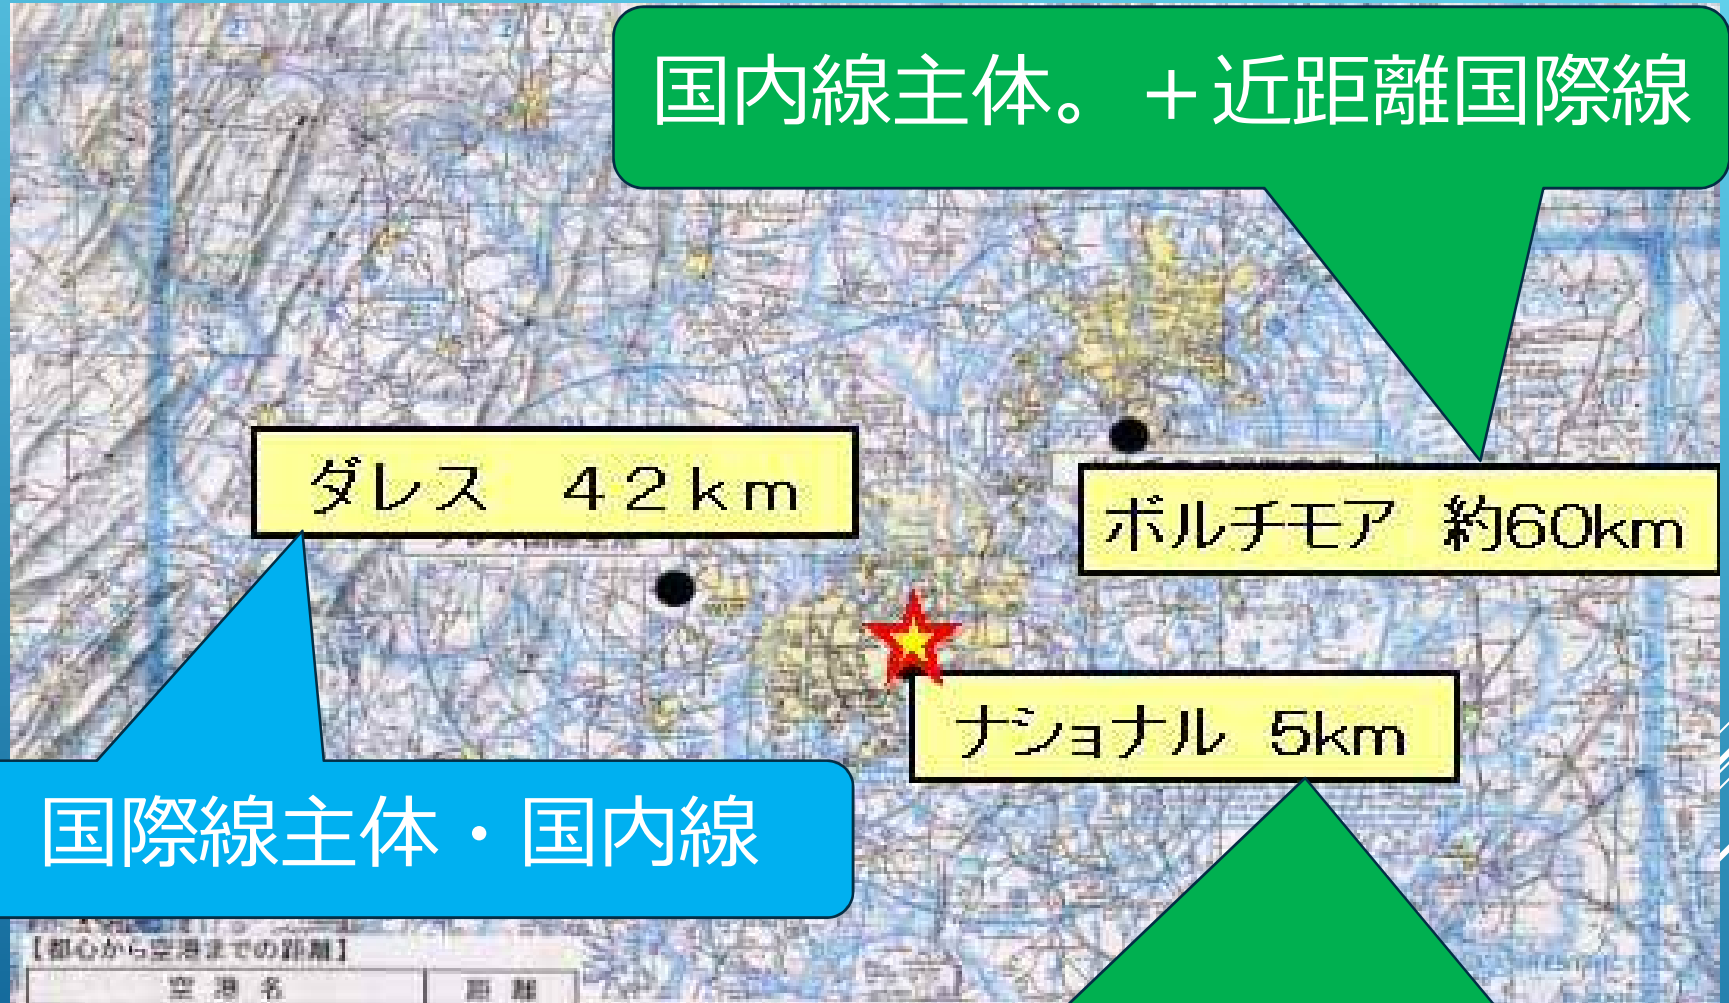 国内線主体。＋近距離国際線
ダレス　４２ｋｍ
ボルチモア　約60km
ナショナル　5km
国際線主体・国内線
【都心から空港までの距離】
空 港 名
距 離